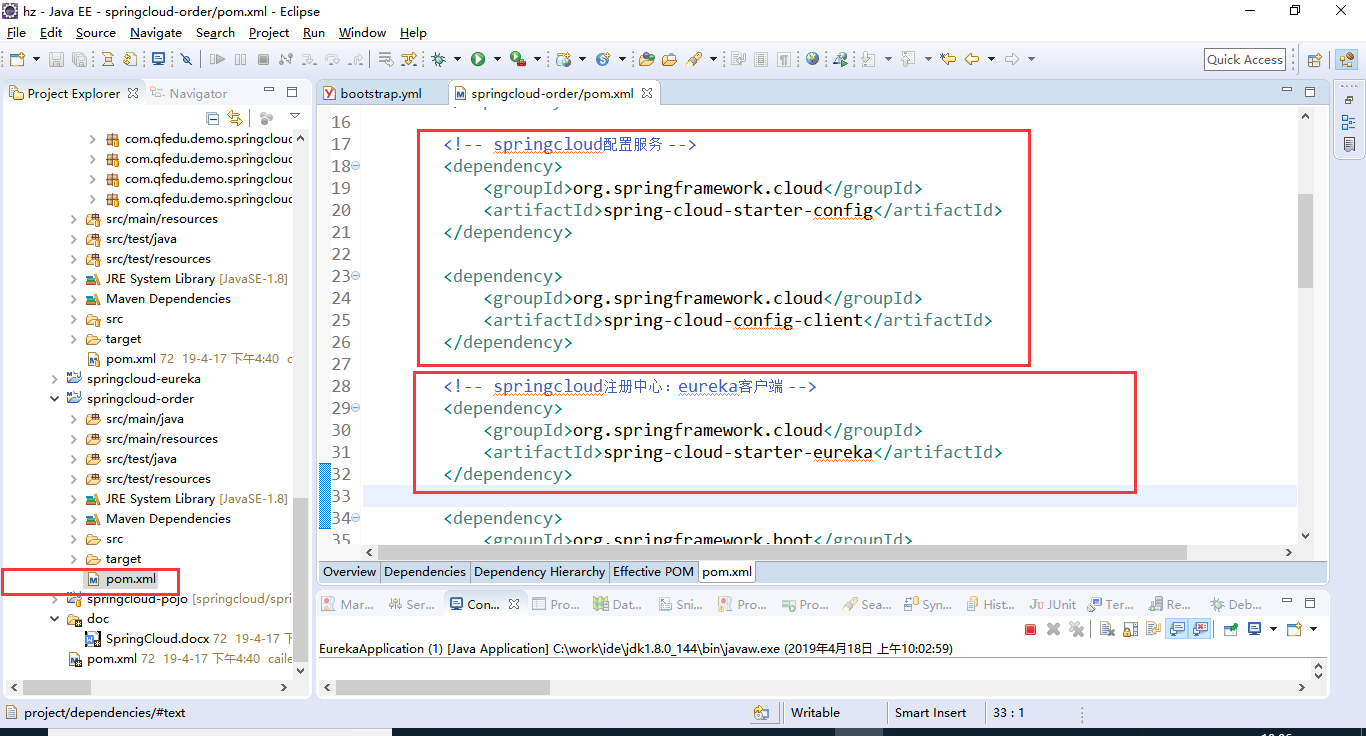 hz - Java EE - springcloud-order/pom.xml - Eclipse
File Edit Source Navigate Search Project Run Window Help
Quick Access
Project Explorer Navigator
com.qfedu.demo.springcloud
com.qfedu.demo.springcloud
com.qfedu.demo.springcloud
com.qfedu.demo.springcloud
src/main/resources
src/test/java
src/test/resources
JRE System Library [JavaSE-1.8]
Maven Dependencies
src
target
pom.xml 72 19-4-17 下午4:40 c
springcloud-eureka
springcloud-order
src/main/java
src/main/resources
src/test/java
src/test/resources
JRE System Library [JavaSE-1.8]
Maven Dependencies
src
target
pom.xml
springcloud-pojo [springcloud/spri
doc
SpringCloud.docx 72 19-4-17 下
pom.xml 72 19-4-17 下午4:40 caile
bootstrap.yml springcloud-order/pom.xml
16
17 <!-- springcloud配置服务 -->
18 <dependency>
19 <groupId>org.springframework.cloud</groupId>
20 <artifactId>spring-cloud-starter-config</artifactId>
21 </dependency>
22
23 <dependency>
24 <groupId>org.springframework.cloud</groupId>
25 <artifactId>spring-cloud-config-client</artifactId>
26 </dependency>
27
28 <!-- springcloud注册中心：eureka客户端 -->
29 <dependency>
30 <groupId>org.springframework.cloud</groupId>
31 <artifactId>spring-cloud-starter-eureka</artifactId>
32 </dependency>
33
34 <dependency>
35 <groupId>org.springframework.boot</groupId>
Overview Dependencies Dependency Hierarchy Effective POM pom.xml
Mar... Ser... Con... Pro... Dat... Sni... Pro... Pro... Sea... Syn... Hist... JUnit Ter... Re... Deb...
EurekaApplication (1) [Java Application] C:\work\ide\jdk1.8.0_144\bin\javaw.exe (2019年4月18日 上午10:02:59)
project/dependencies/#text Writable Smart Insert 33 : 1